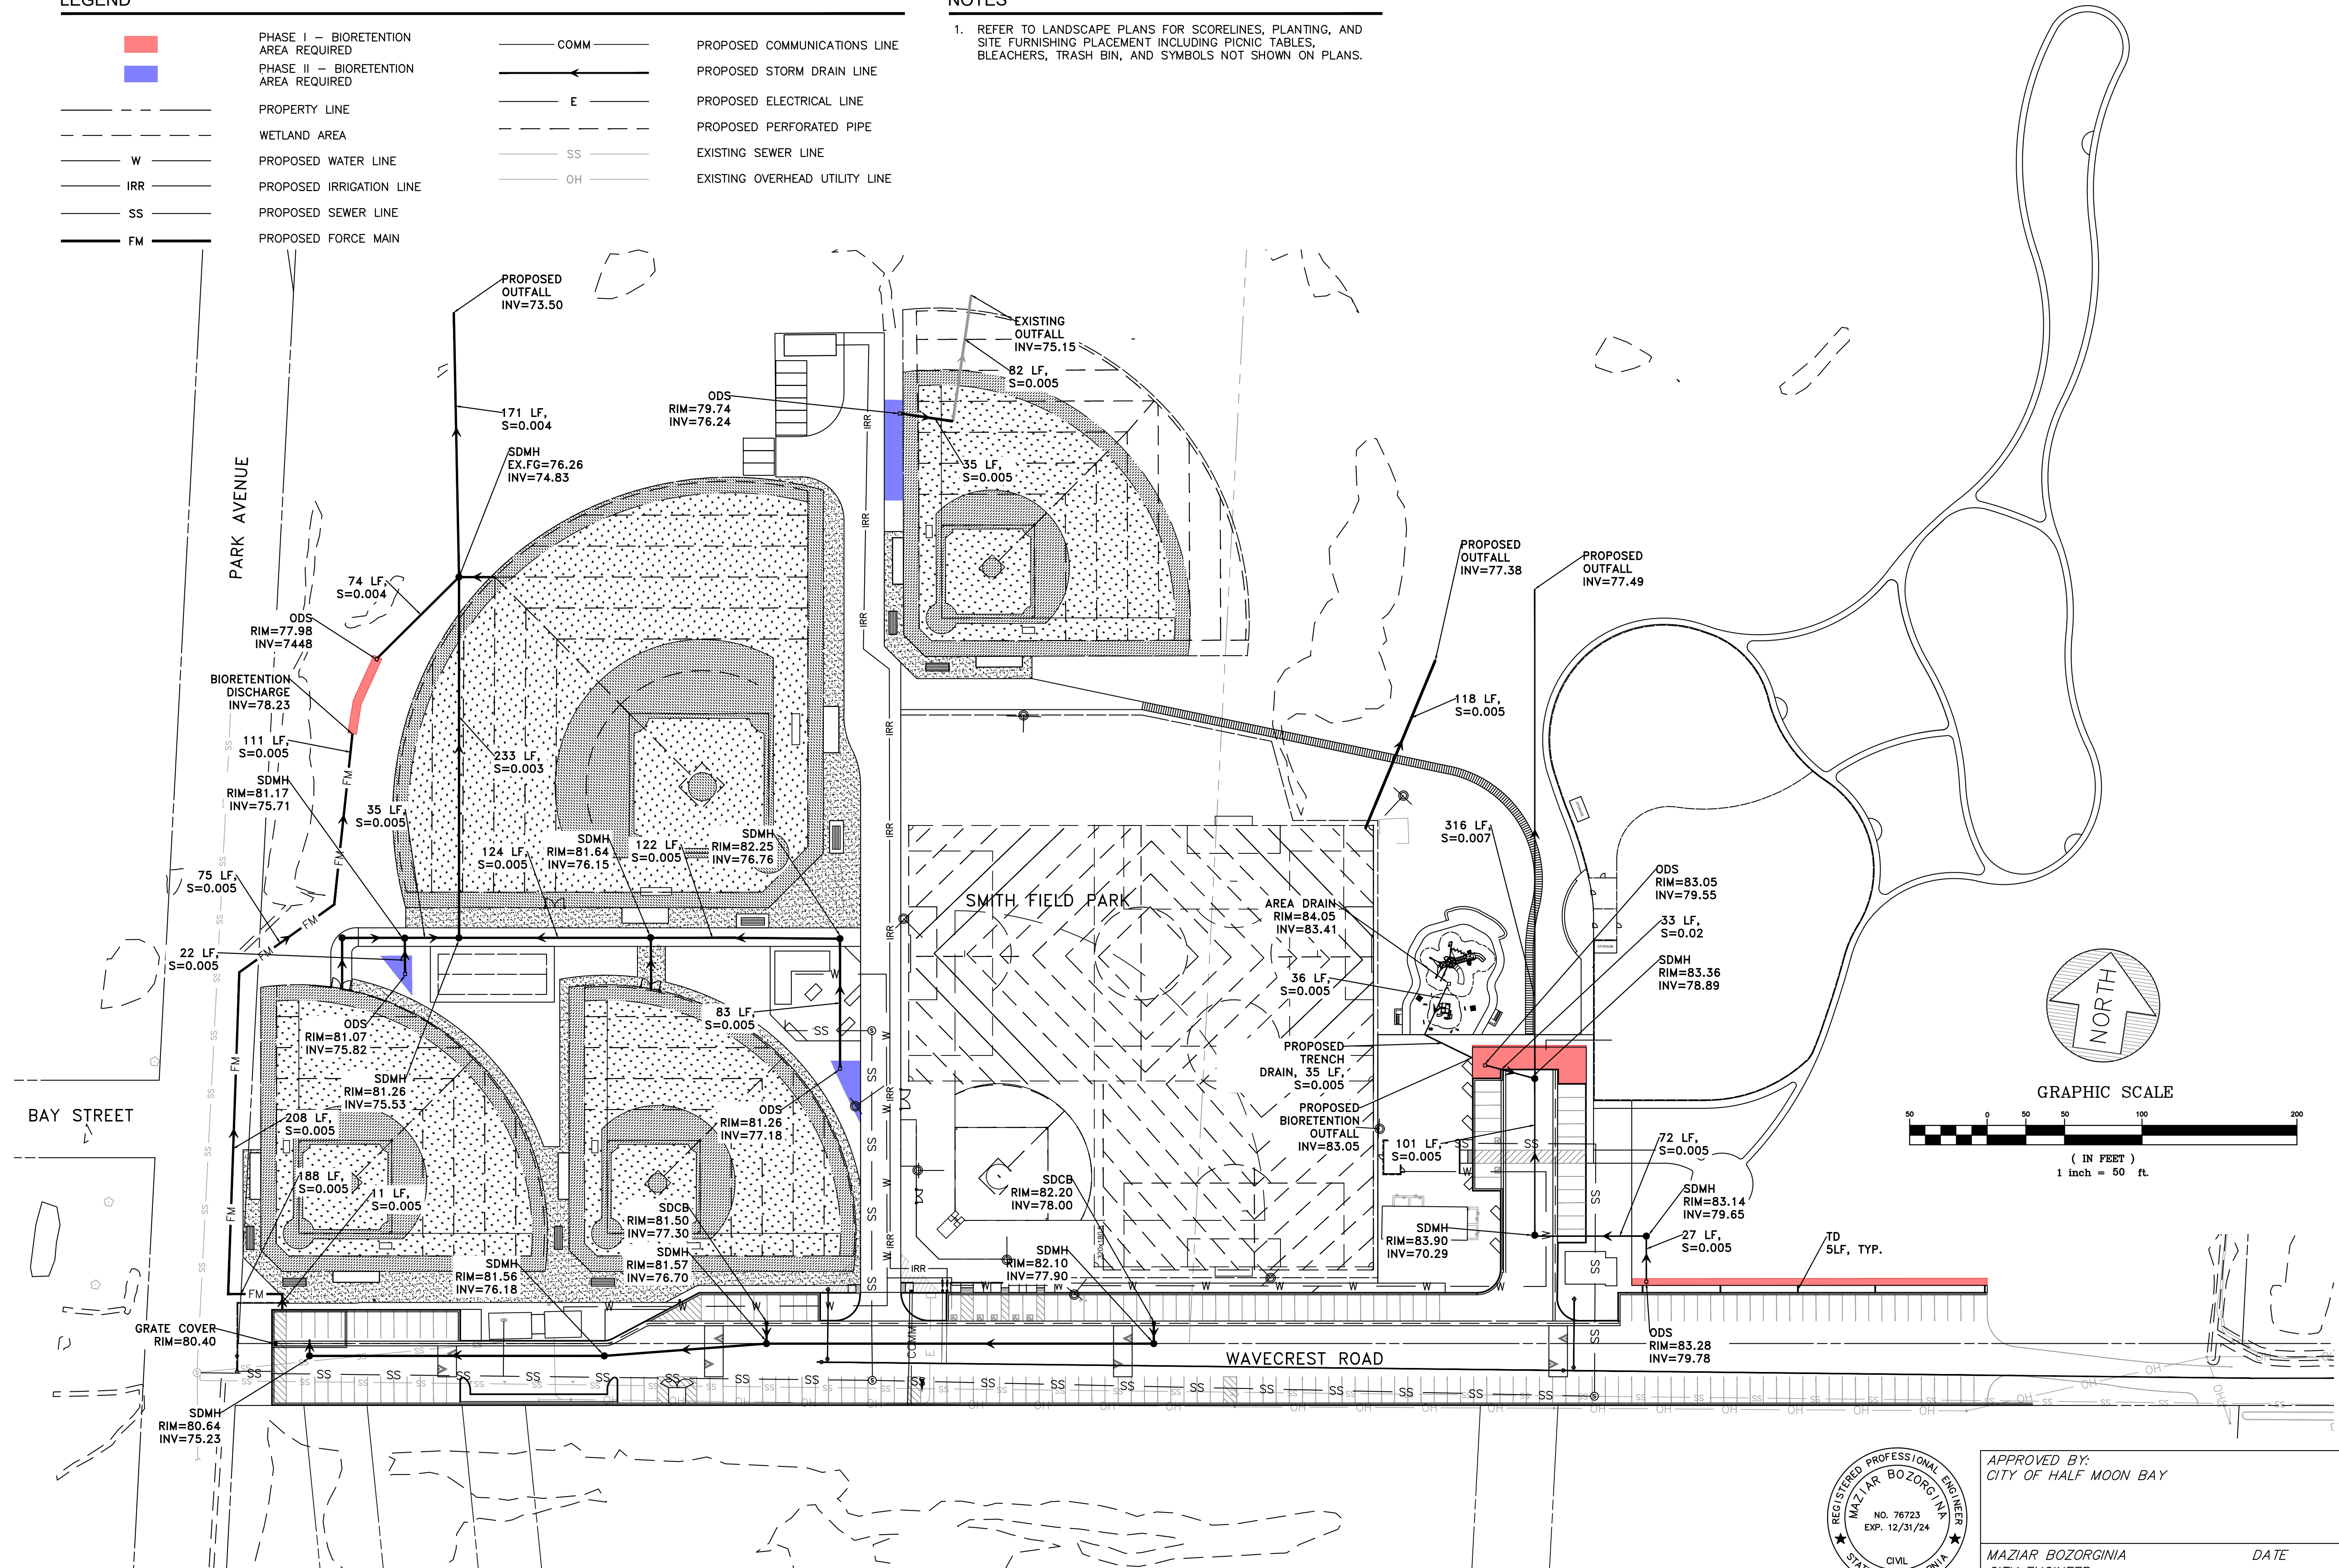 LEGEND
PHASE I – BIORETENTION
AREA REQUIRED
PHASE II – BIORETENTION
AREA REQUIRED
PROPERTY LINE
WETLAND AREA
W
PROPOSED WATER LINE
IRR
PROPOSED IRRIGATION LINE
SS
PROPOSED SEWER LINE
FM
PROPOSED FORCE MAIN
COMM
PROPOSED COMMUNICATIONS LINE
PROPOSED STORM DRAIN LINE
E
PROPOSED ELECTRICAL LINE
PROPOSED PERFORATED PIPE
SS
EXISTING SEWER LINE
OH
EXISTING OVERHEAD UTILITY LINE
NOTES
1. REFER TO LANDSCAPE PLANS FOR SCORELINES, PLANTING, AND
SITE FURNISHING PLACEMENT INCLUDING PICNIC TABLES,
BLEACHERS, TRASH BIN, AND SYMBOLS NOT SHOWN ON PLANS.
PROPOSED
OUTFALL
INV=73.50
EXISTING
OUTFALL
INV=75.15
82 LF,
S=0.005
ODS
RIM=79.74
INV=76.24
171 LF,
S=0.004
SDMH
EX.FG=76.26
INV=74.83
35 LF,
S=0.005
PARK AVENUE
74 LF,
S=0.004
ODS
RIM=77.98
INV=7448
BIORETENTION
DISCHARGE
INV=78.23
111 LF,
S=0.005
SDMH
RIM=81.17
INV=75.71
233 LF,
S=0.003
35 LF,
S=0.005
124 LF,
S=0.005
SDMH
RIM=81.64
INV=76.15
122 LF,
S=0.005
SDMH
RIM=82.25
INV=76.76
75 LF,
S=0.005
22 LF,
S=0.005
PROPOSED
OUTFALL
INV=77.38
PROPOSED
OUTFALL
INV=77.49
118 LF,
S=0.005
316 LF,
S=0.007
SMITH FIELD PARK
AREA DRAIN
RIM=84.05
INV=83.41
ODS
RIM=83.05
INV=79.55
33 LF,
S=0.02
SDMH
RIM=83.36
INV=78.89
36 LF,
S=0.005
STORAGE
STORAGE
83 LF,
S=0.005
ODS
RIM=81.07
INV=75.82
SDMH
RIM=81.26
INV=75.53
PROPOSED
TRENCH
DRAIN, 35 LF,
S=0.005
PROPOSED
BIORETENTION
OUTFALL
INV=83.05
ODS
RIM=81.26
INV=77.18
BAY STREET
208 LF,
S=0.005
188 LF,
S=0.005
11 LF,
S=0.005
101 LF,
S=0.005
72 LF,
S=0.005
SDCB
RIM=81.50
INV=77.30
SDMH
RIM=81.57
INV=76.70
SDMH
RIM=81.56
INV=76.18
SDCB
RIM=82.20
INV=78.00
SDMH
RIM=82.10
INV=77.90
SDMH
RIM=83.90
INV=70.29
SDMH
RIM=83.14
INV=79.65
27 LF,
S=0.005
TD
5LF, TYP.
GRATE COVER
RIM=80.40
ODS
RIM=83.28
INV=79.78
SDMH
RIM=80.64
INV=75.23
WAVECREST ROAD
NORTH
GRAPHIC SCALE
50 0 50 50 100 200
( IN FEET )
1 inch = 50 ft.
REGISTERED PROFESSIONAL ENGINEER
MAZIAR BOZORGINA
NO. 76723
EXP. 12/31/24
CIVIL
APPROVED BY:
CITY OF HALF MOON BAY
MAZIAR BOZORGINIA DATE